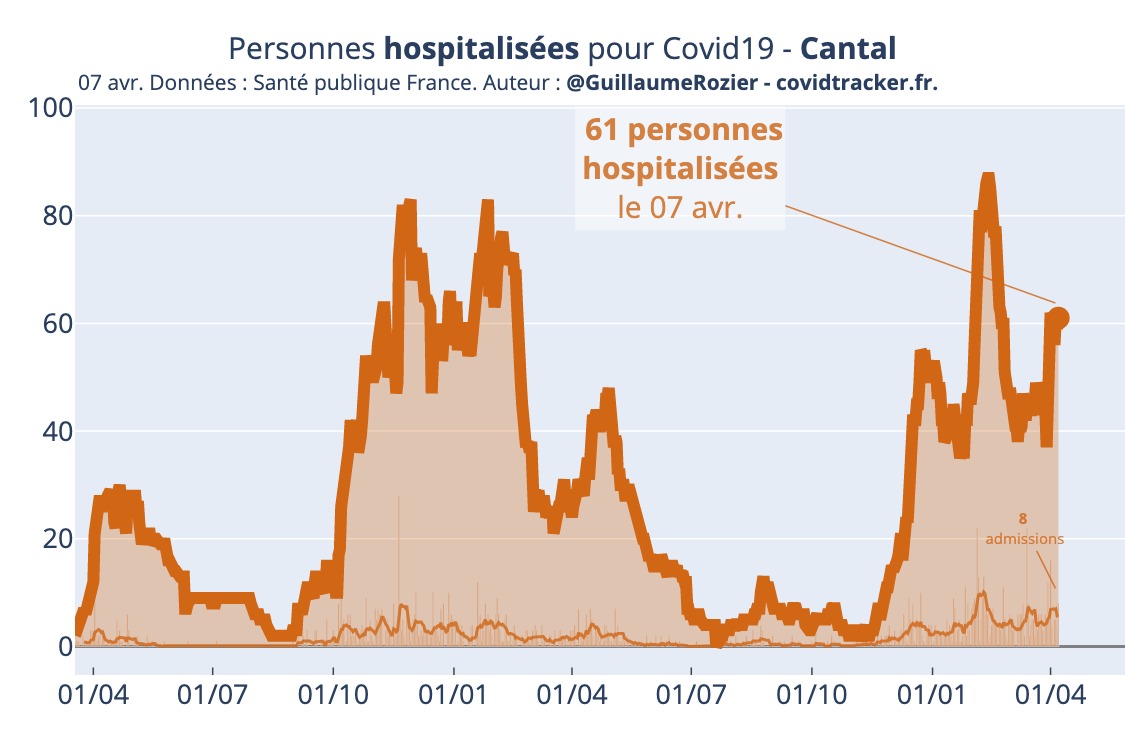 Personnes hospitalisées pour Covid19 - Cantal
07 avr. Données : Santé publique France. Auteur : @GuillaumeRozier - covidtracker.fr.
100
80
60
40
20
0
61 personnes
hospitalisées
le 07 avr.
8
admissions
01/04 01/07 01/10 01/01 01/04 01/07 01/10 01/01 01/04